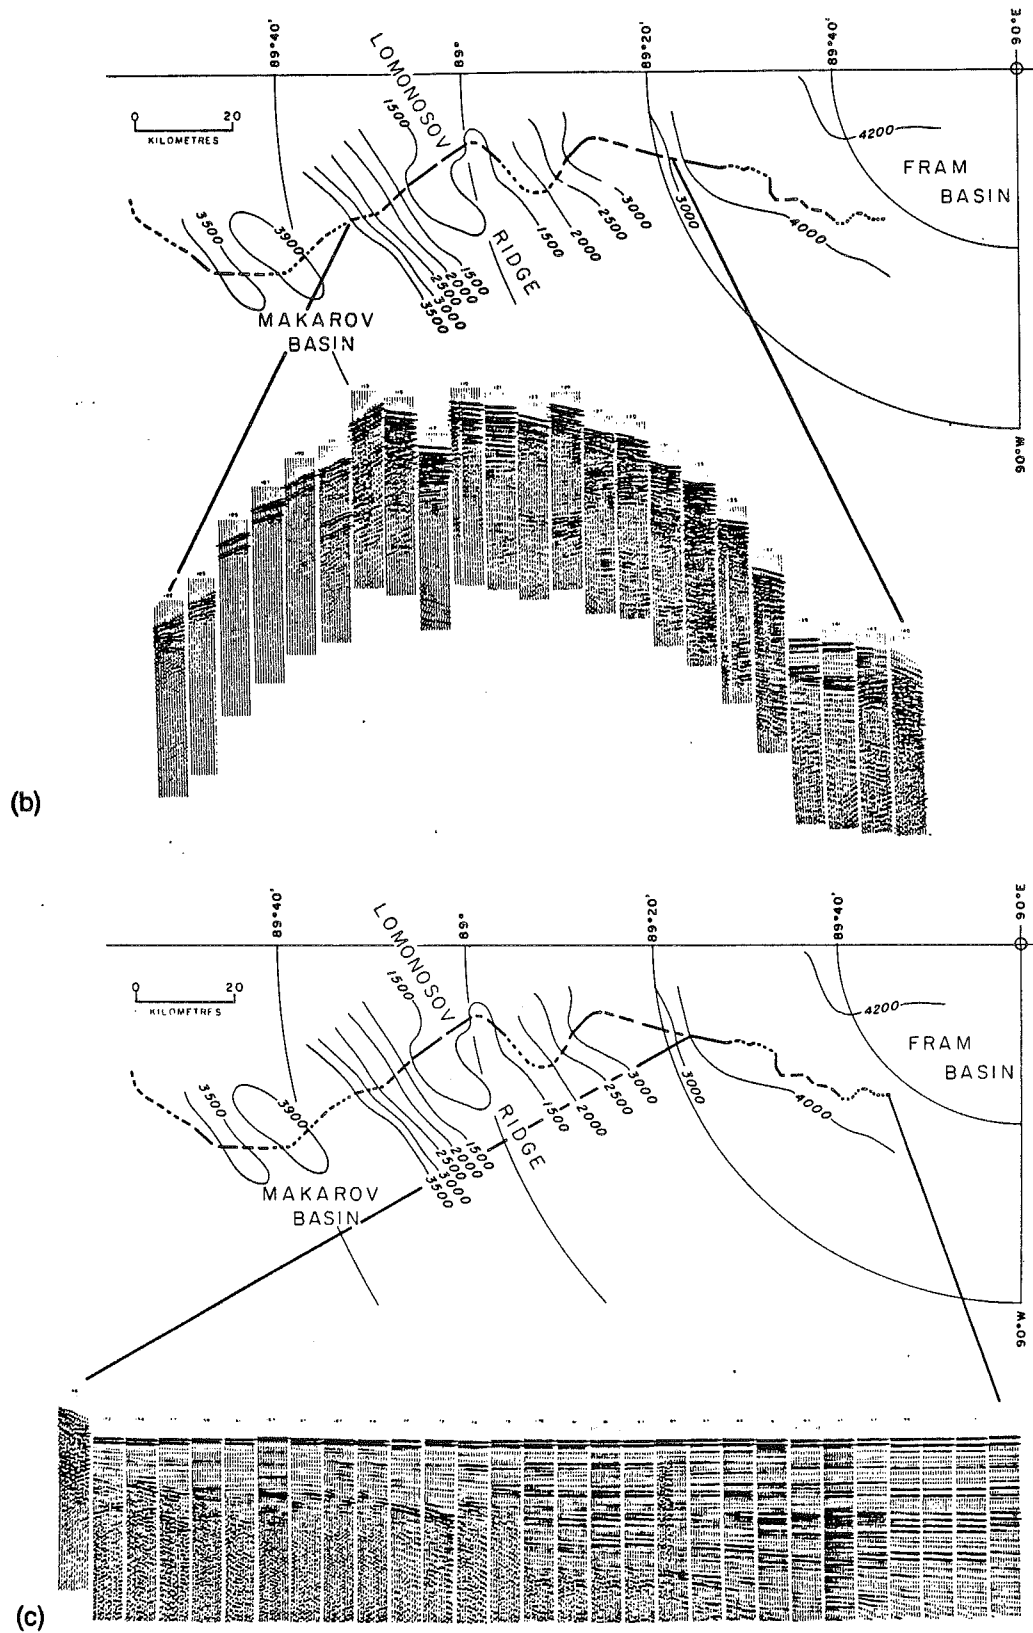 89°40'
89°
89°20'
89°40'
90°E
LOMONOSOV
1500
0 20
KILOMETRES
4200
FRAM
BASIN
3500
3900
3000
3000
2500
2000
1500
4000
RIDGE
1500
2000
2500
3000
3500
MAKAROV
BASIN
90°W
(b)
89°40'
89°
89°20'
89°40'
90°E
LOMONOSOV
1500
0 20
KILOMETRES
4200
FRAM
BASIN
3500
3900
3000
3000
2500
2000
1500
4000
RIDGE
1500
2000
2500
3000
3500
MAKAROV
BASIN
90°W
(c)